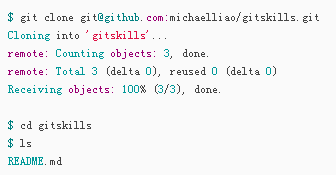 $ git clone git@github.com:michaelliao/gitskills.git
Cloning into 'gitskills'...
remote: Counting objects: 3, done.
remote: Total 3 (delta 0), reused 0 (delta 0)
Receiving objects: 100% (3/3), done.
$ cd gitskills
$ ls
README.md